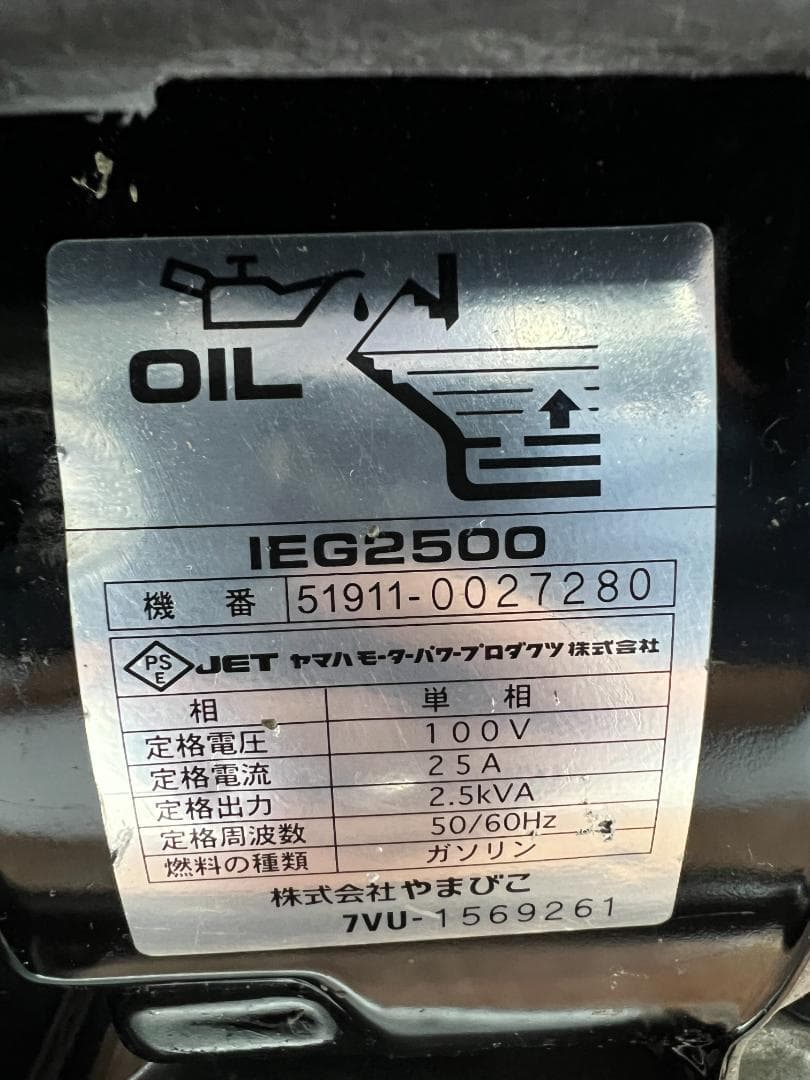 OIL
IEG2500
機番 51911-0027280
PSE JET ヤマハモーターパワープロダクツ株式会社
相 単相
定格電圧 100V
定格電流 25A
定格出力 2.5kVA
定格周波数 50/60Hz
燃料の種類 ガソリン
株式会社やまびこ
7VU-1569261